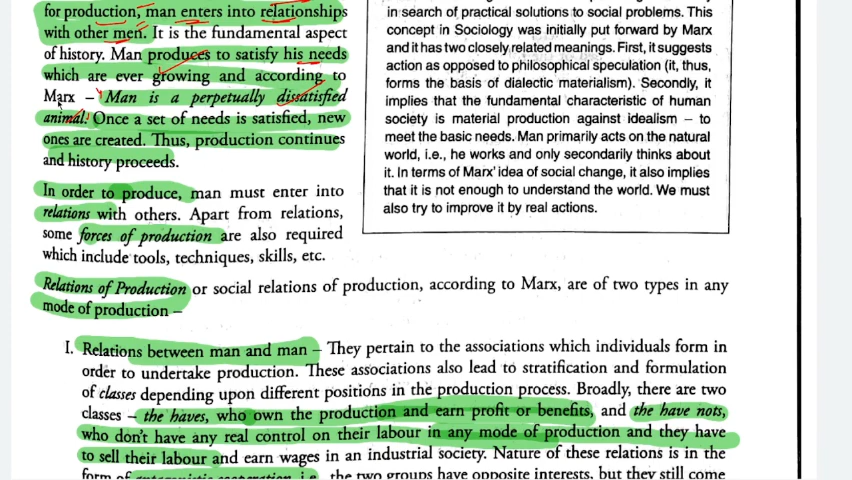 for production, man enters into relationships
with other men. It is the fundamental aspect
of history. Man produces to satisfy his needs
which are ever growing and according to
Marx – 'Man is a perpetually dissatisfied
animal.' Once a set of needs is satisfied, new
ones are created. Thus, production continues
and history proceeds.
In order to produce, man must enter into
relations with others. Apart from relations,
some forces of production are also required
which include tools, techniques, skills, etc.
in search of practical solutions to social problems. This
concept in Sociology was initially put forward by Marx
and it has two closely related meanings. First, it suggests
action as opposed to philosophical speculation (it, thus,
forms the basis of dialectic materialism). Secondly, it
implies that the fundamental characteristic of human
society is material production against idealism – to
meet the basic needs. Man primarily acts on the natural
world, i.e., he works and only secondarily thinks about
it. In terms of Marx' idea of social change, it also implies
that it is not enough to understand the world. We must
also try to improve it by real actions.
Relations of Production or social relations of production, according to Marx, are of two types in any
mode of production –
I. Relations between man and man – They pertain to the associations which individuals form in
order to undertake production. These associations also lead to stratification and formulation
of classes depending upon different positions in the production process. Broadly, there are two
classes – the haves, who own the production and earn profit or benefits, and the have nots,
who don't have any real control on their labour in any mode of production and they have
to sell their labour and earn wages in an industrial society. Nature of these relations is in the
form of antagonistic cooperation, i.e., the two groups have opposite interests, but they still come